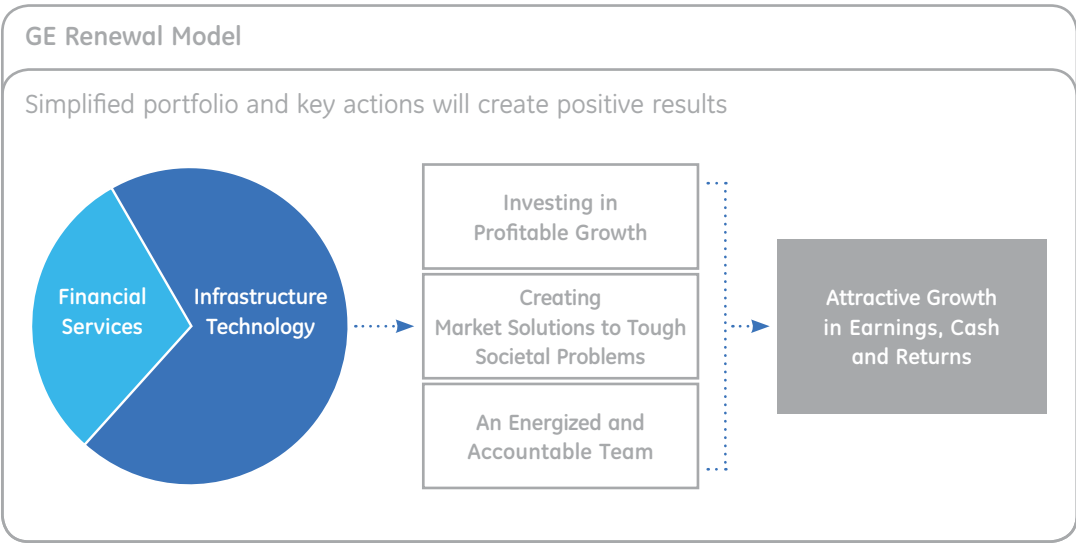 GE Renewal Model
Simplified portfolio and key actions will create positive results
Financial
Services
Infrastructure
Technology
Investing in
Profitable Growth
Creating
Market Solutions to Tough
Societal Problems
An Energized and
Accountable Team
Attractive Growth
in Earnings, Cash
and Returns